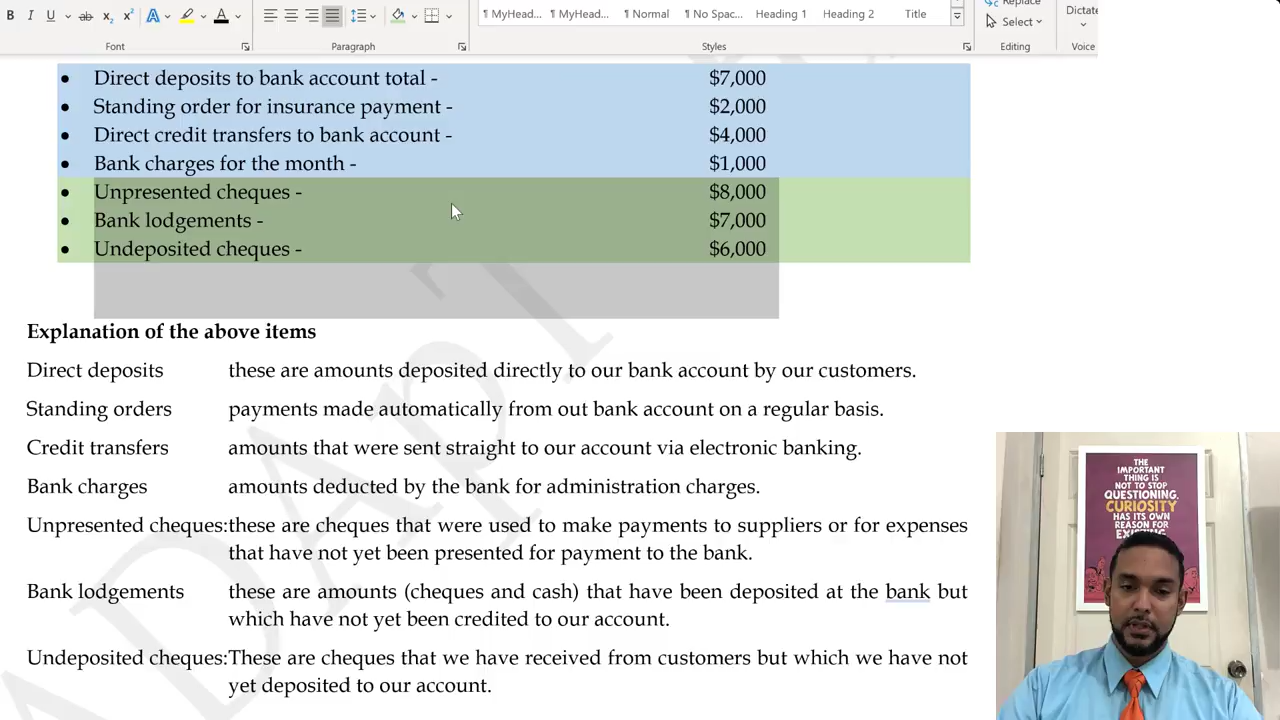 Replace
B I U ab x₂ x² A A
Select
Dictate
¶ MyHead... ¶ MyHead... ¶ Normal ¶ No Spac... Heading 1 Heading 2 Title
Font Paragraph Styles Editing Voice
• Direct deposits to bank account total - $7,000
• Standing order for insurance payment - $2,000
• Direct credit transfers to bank account - $4,000
• Bank charges for the month - $1,000
• Unpresented cheques - $8,000
• Bank lodgements - $7,000
• Undeposited cheques - $6,000
Explanation of the above items
Direct deposits these are amounts deposited directly to our bank account by our customers.
Standing orders payments made automatically from out bank account on a regular basis.
Credit transfers amounts that were sent straight to our account via electronic banking.
Bank charges amounts deducted by the bank for administration charges.
Unpresented cheques:these are cheques that were used to make payments to suppliers or for expenses
that have not yet been presented for payment to the bank.
Bank lodgements these are amounts (cheques and cash) that have been deposited at the bank but
which have not yet been credited to our account.
Undeposited cheques:These are cheques that we have received from customers but which we have not
yet deposited to our account.
THE
IMPORTANT
THING IS
NOT TO STOP
QUESTIONING.
CURIOSITY
HAS ITS OWN
REASON FOR